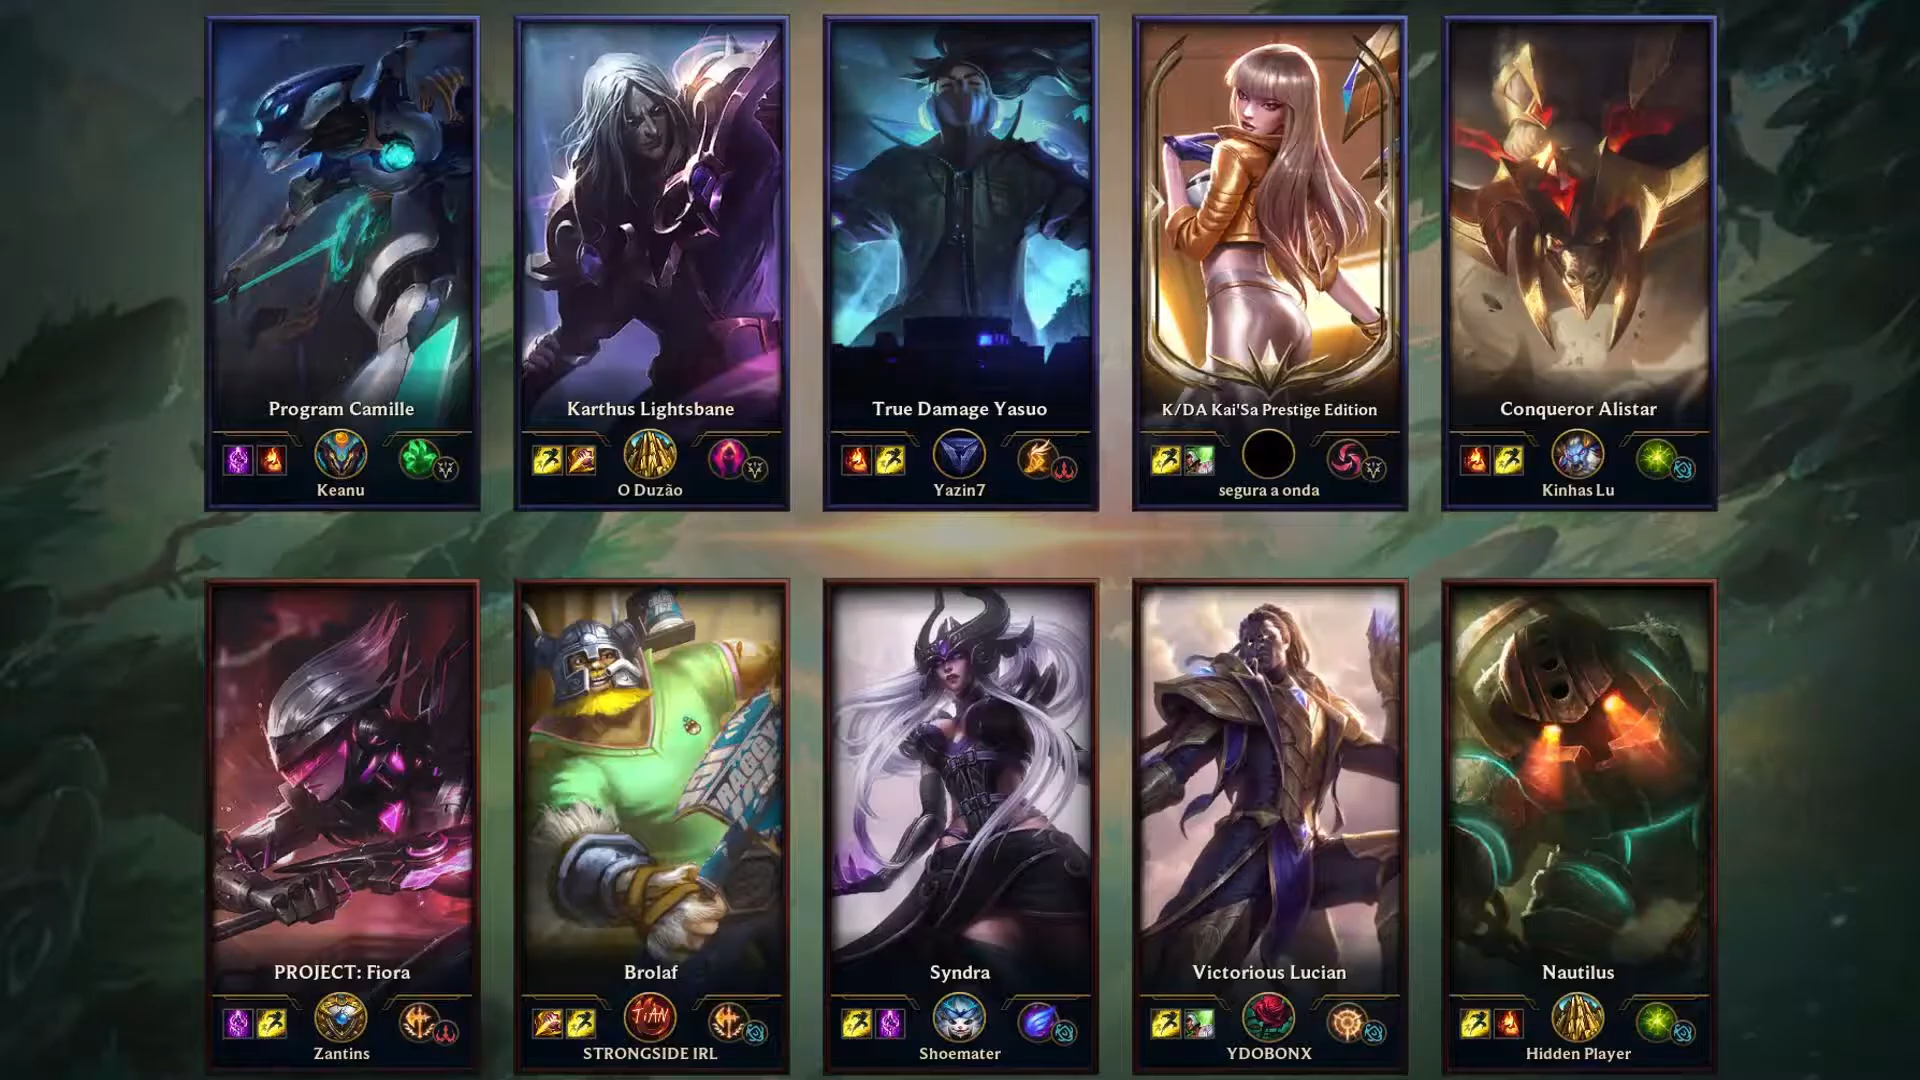 Program Camille
Keanu
Karthus Lightsbane
O Duzão
True Damage Yasuo
Yazin7
K/DA Kai'Sa Prestige Edition
segura a onda
Conqueror Alistar
Kinhas Lu
PROJECT: Fiora
Zantins
Brolaf
TiAN
STRONGSIDE IRL
Syndra
Shoemater
Victorious Lucian
YDOBONX
Nautilus
Hidden Player